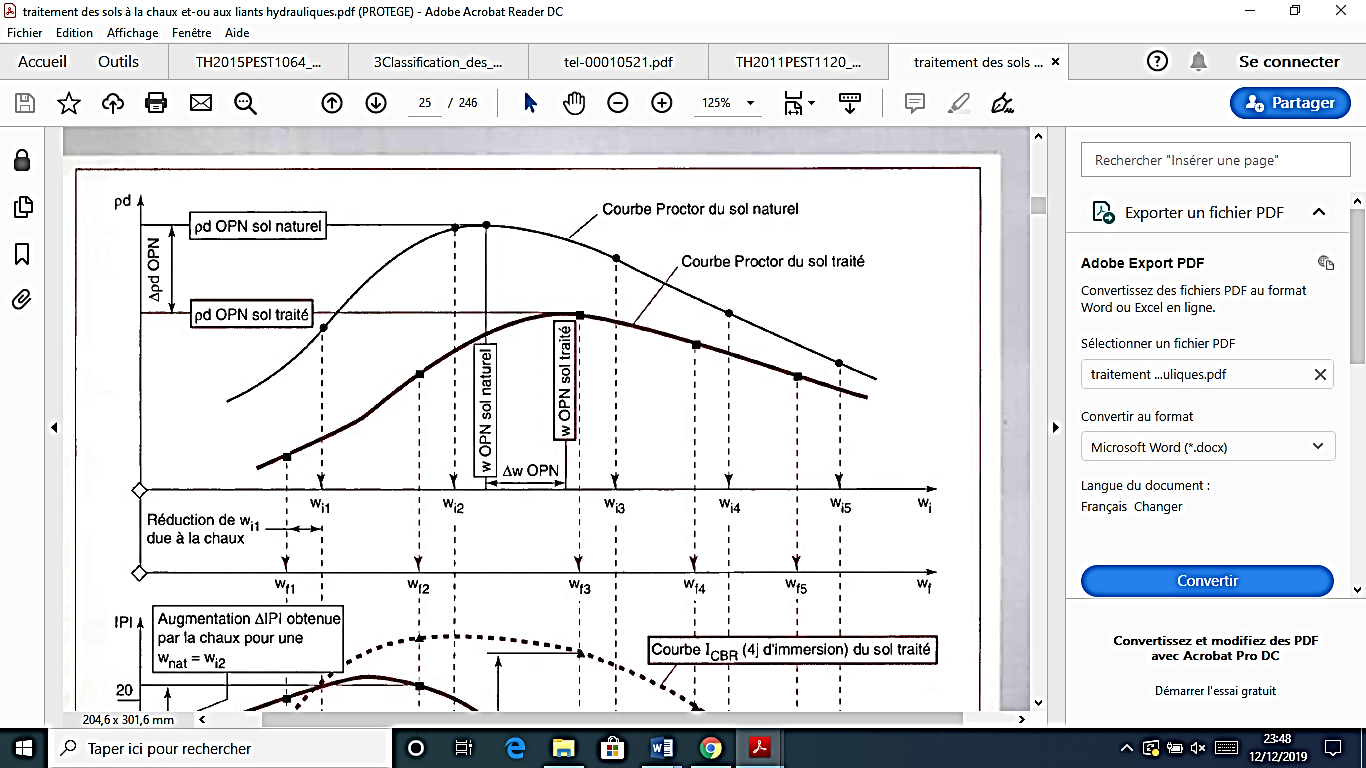 traitement des sols à la chaux et-ou aux liants hydrauliques.pdf (PROTEGE) - Adobe Acrobat Reader DC
Fichier Edition Affichage Fenêtre Aide
Accueil Outils TH2015PEST1064_... 3Classification_des_... tel-00010521.pdf TH2011PEST1120_... traitement des sols ... Se connecter
25 / 246 125% Partager
Rechercher "Insérer une page"
Exporter un fichier PDF
Adobe Export PDF
Convertissez des fichiers PDF au format
Word ou Excel en ligne.
Sélectionner un fichier PDF
traitement ...uliques.pdf
Convertir au format
Microsoft Word (*.docx)
Langue du document :
Français Changer
Convertir
Convertissez et modifiez des PDF
avec Acrobat Pro DC
Démarrer l'essai gratuit
ρd
ρd OPN sol naturel
Courbe Proctor du sol naturel
Δρd OPN
Courbe Proctor du sol traité
ρd OPN sol traité
w OPN sol naturel
w OPN sol traité
Δw OPN
wi1 wi2 wi3 wi4 wi5 wi
Réduction de wi1
due à la chaux
wf1 wf2 wf3 wf4 wf5 wf
IPI
Augmentation ΔIPI obtenue
par la chaux pour une
wnat = wi2
Courbe ICBR (4j d'immersion) du sol traité
20
204,6 x 301,6 mm
Taper ici pour rechercher
23:48
12/12/2019